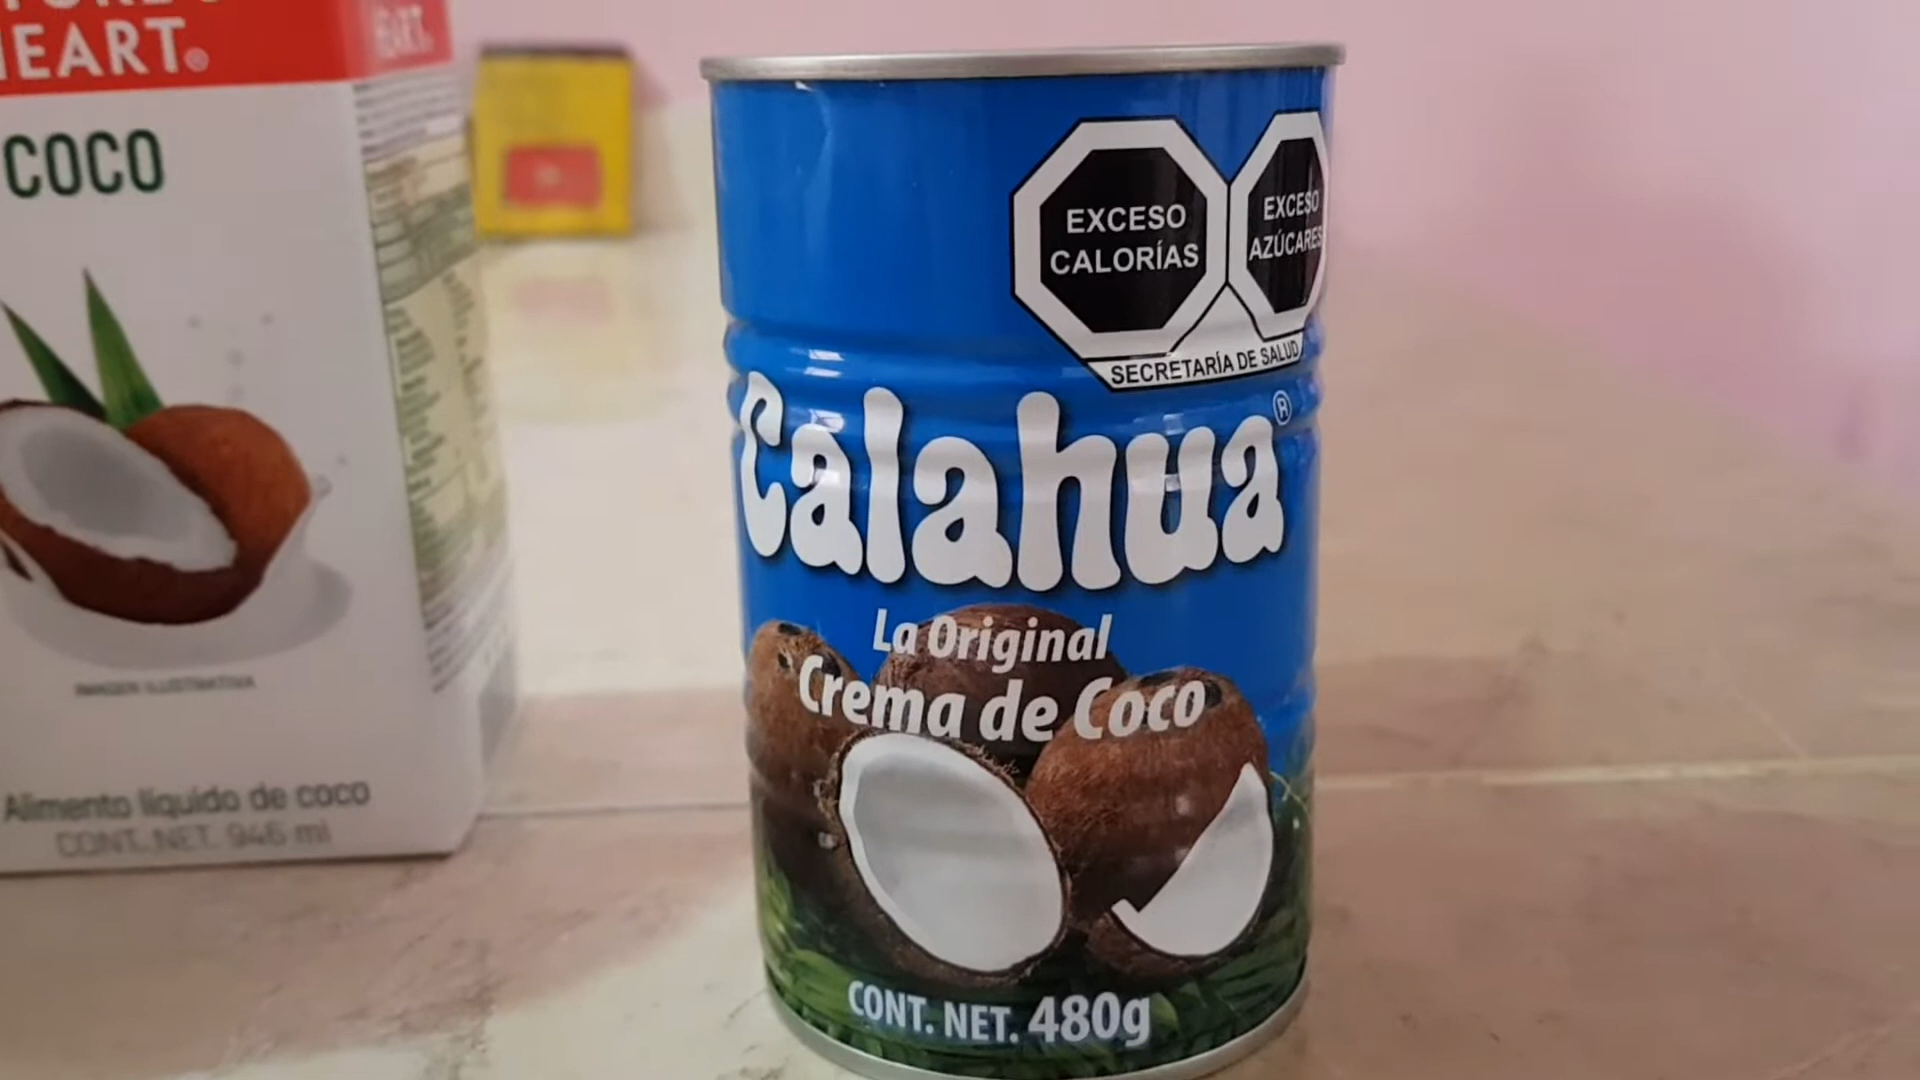 HEART®
HEART.
COCO
Alimento líquido de coco
CONT. NET. 946 ml
EXCESO
CALORÍAS
EXCESO
AZÚCARES
SECRETARÍA DE SALUD
Calahua®
La Original
Crema de Coco
CONT. NET. 480g